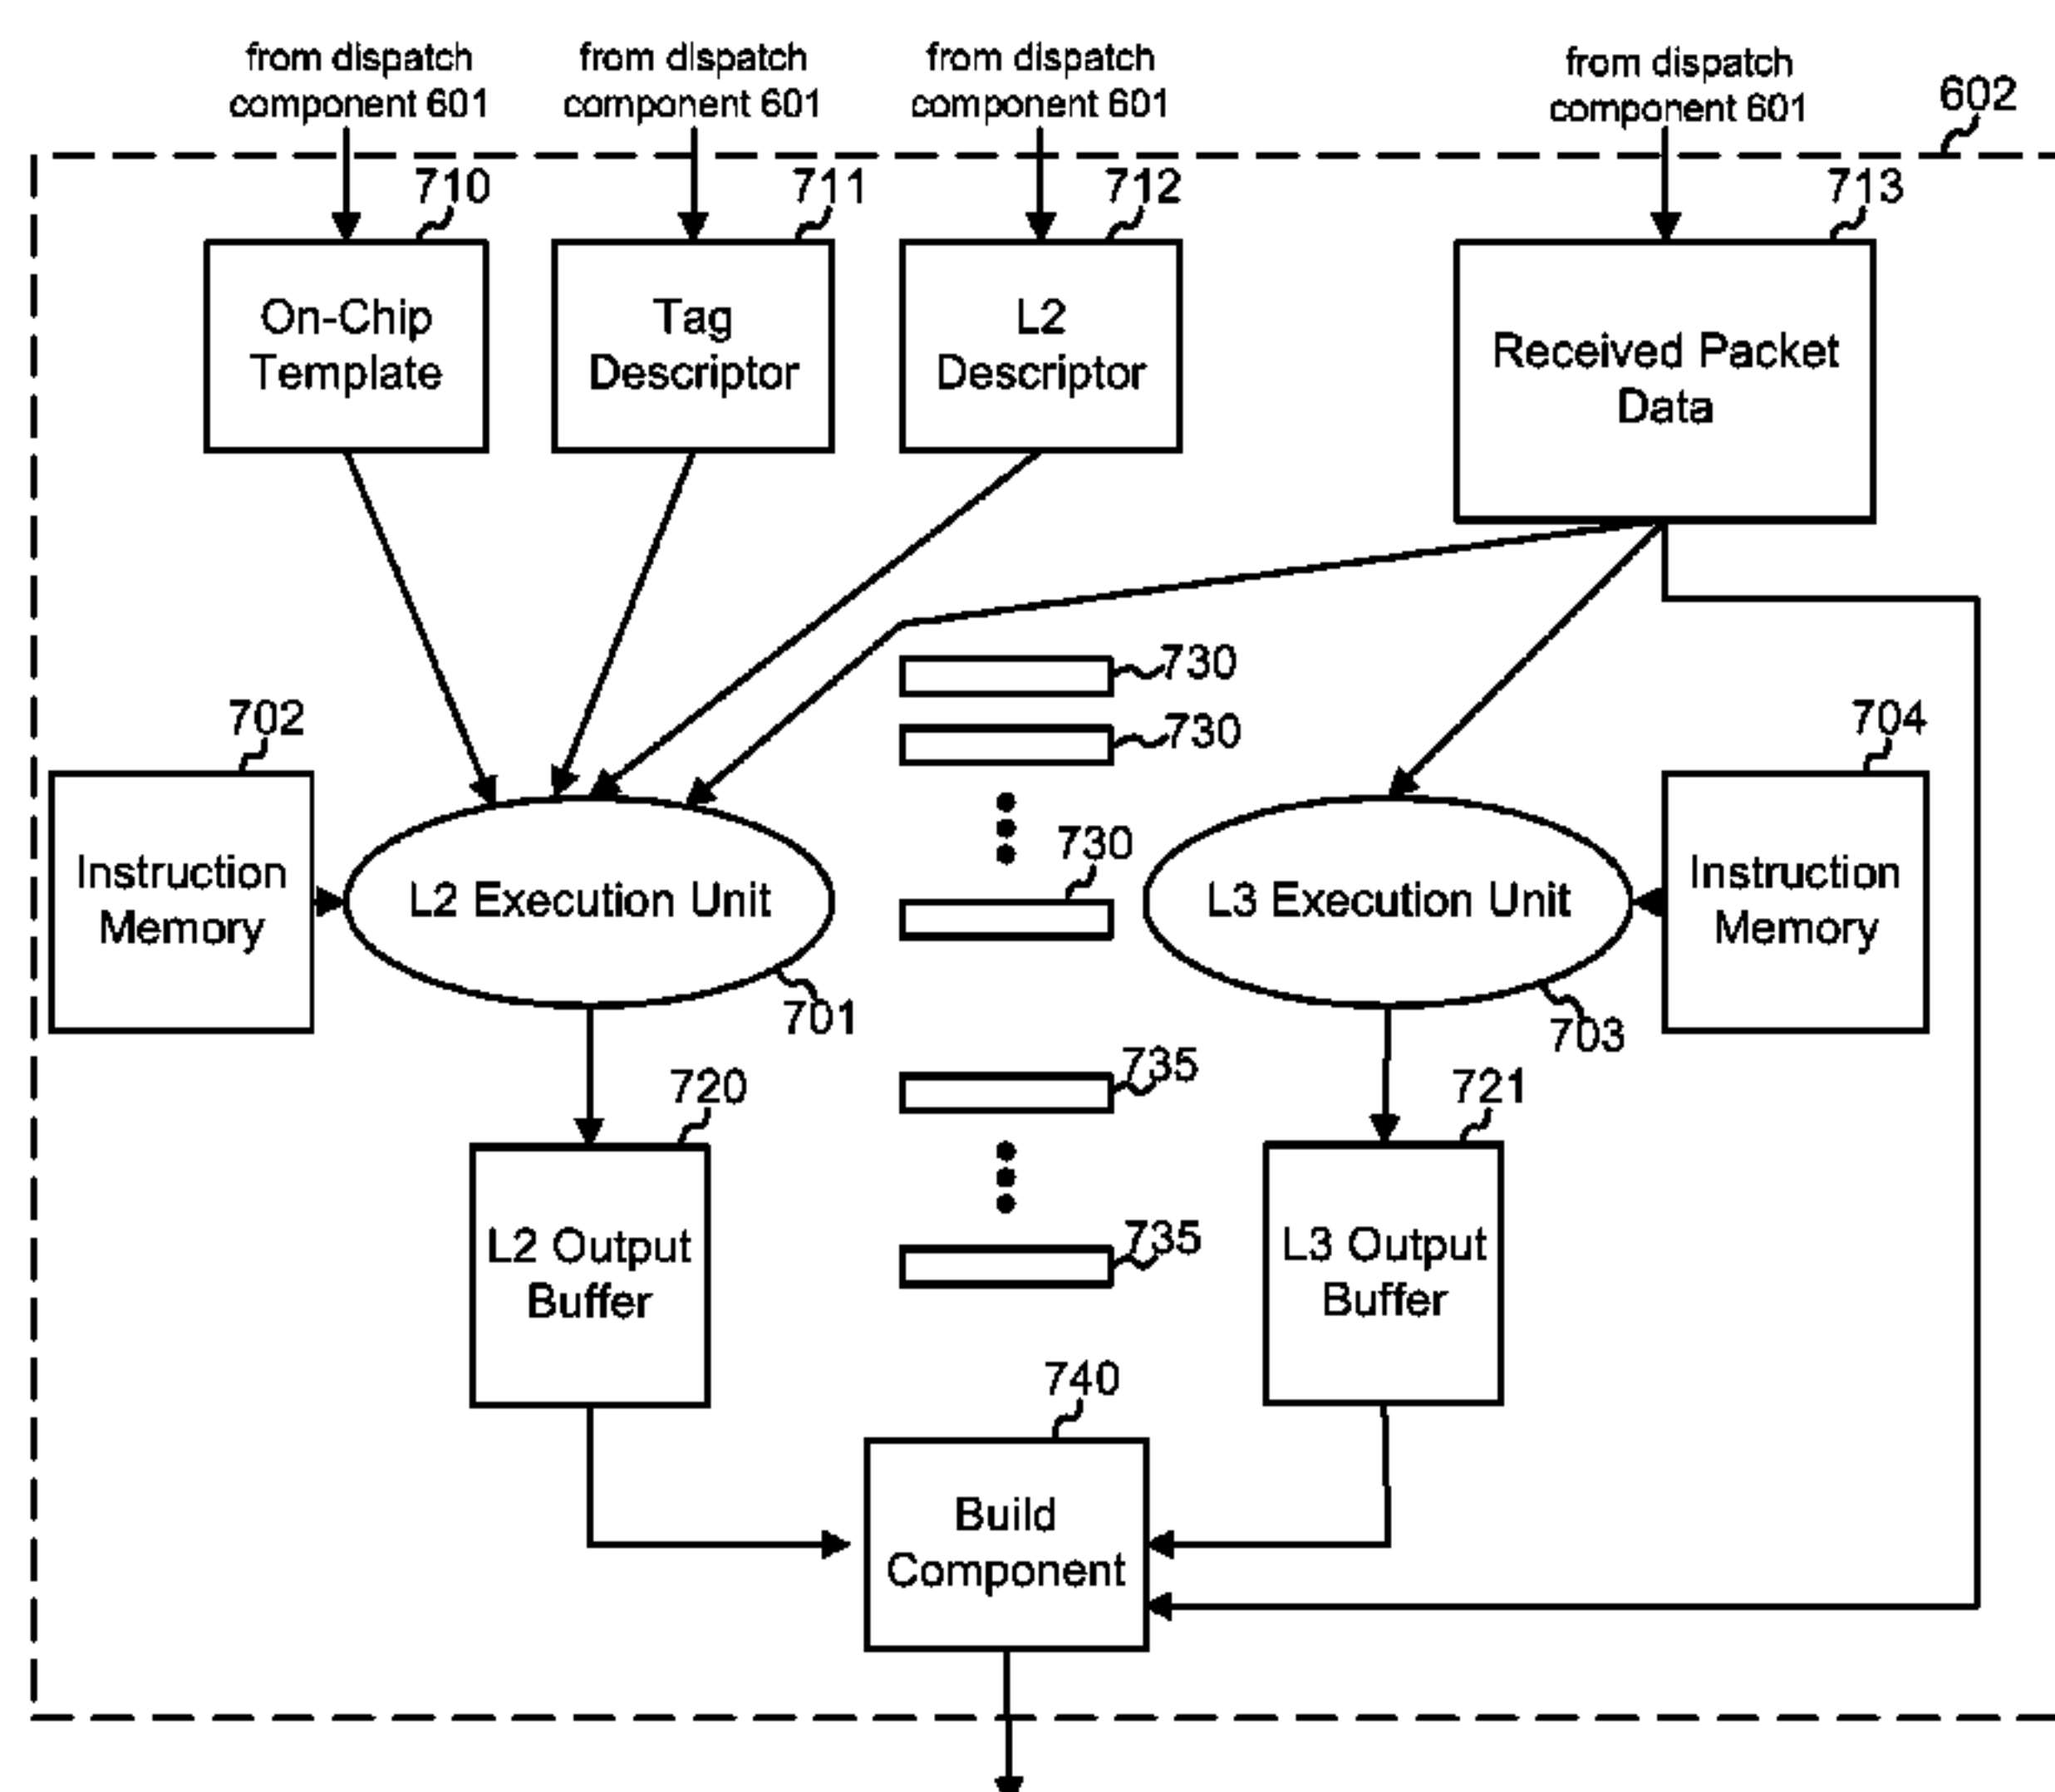 from dispatch
component 601
from dispatch
component 601
from dispatch
component 601
from dispatch
component 601
602
710
711
712
713
On-Chip
Template
Tag
Descriptor
L2
Descriptor
Received Packet
Data
730
730
702
704
730
Instruction
Memory
L2 Execution Unit
L3 Execution Unit
Instruction
Memory
701
703
735
720
721
735
L2 Output
Buffer
L3 Output
Buffer
740
Build
Component